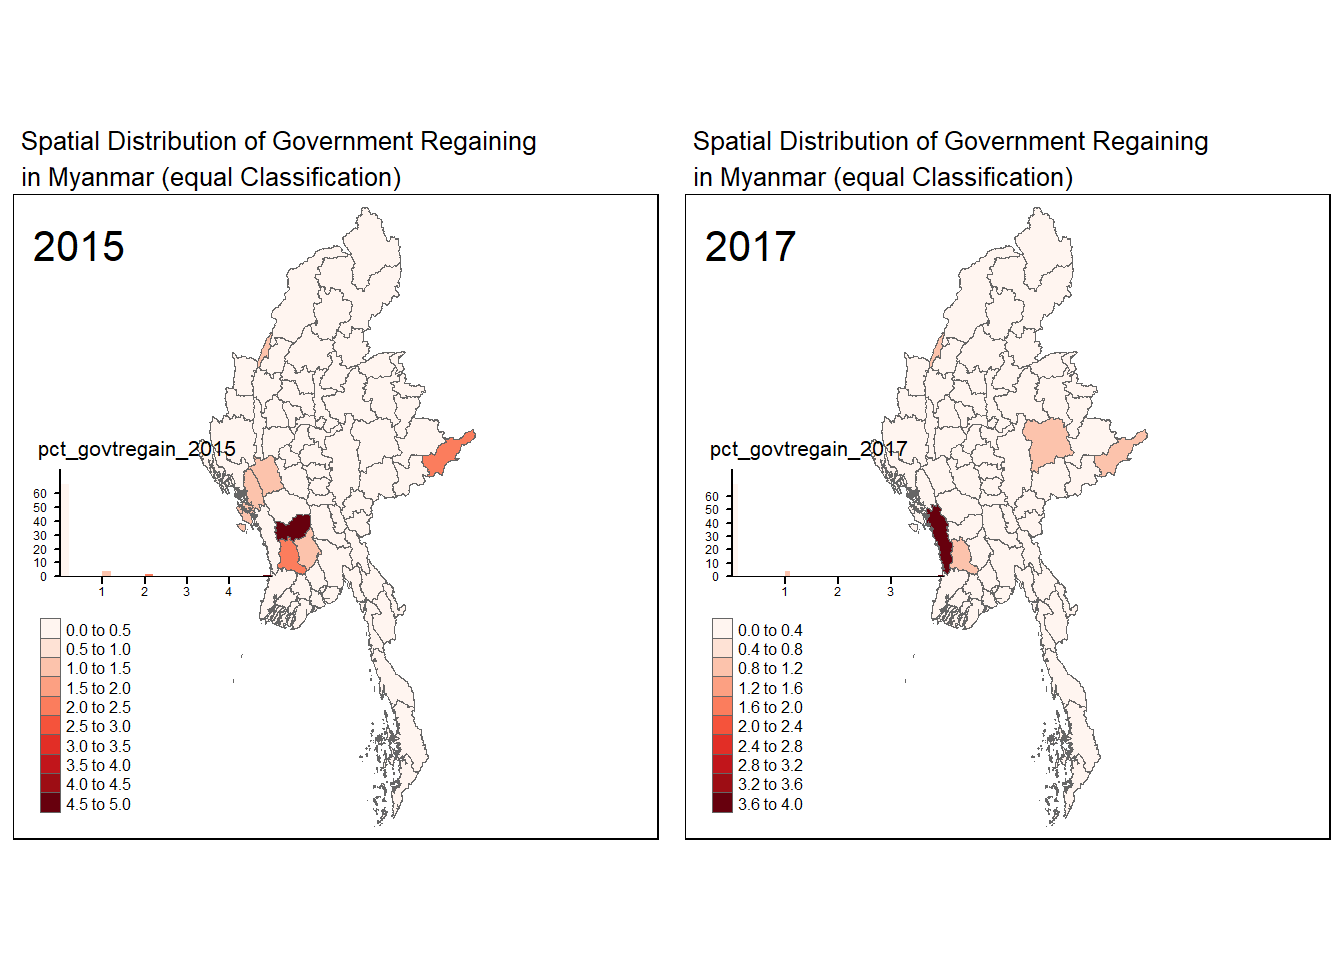 Spatial Distribution of Government Regaining
in Myanmar (equal Classification)
2015
pct_govtregain_2015
60
50
40
30
20
10
0
1 2 3 4
0.0 to 0.5
0.5 to 1.0
1.0 to 1.5
1.5 to 2.0
2.0 to 2.5
2.5 to 3.0
3.0 to 3.5
3.5 to 4.0
4.0 to 4.5
4.5 to 5.0
Spatial Distribution of Government Regaining
in Myanmar (equal Classification)
2017
pct_govtregain_2017
60
50
40
30
20
10
0
1 2 3
0.0 to 0.4
0.4 to 0.8
0.8 to 1.2
1.2 to 1.6
1.6 to 2.0
2.0 to 2.4
2.4 to 2.8
2.8 to 3.2
3.2 to 3.6
3.6 to 4.0